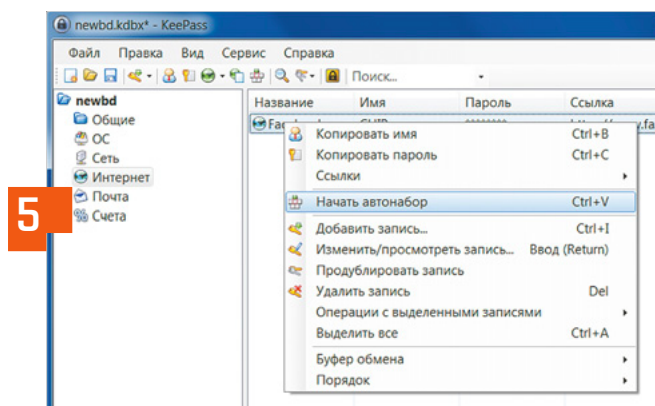 newbd.kdbx* - KeePass
Файл Правка Вид Сервис Справка
Поиск...
newbd
Общие
ОС
Сеть
Интернет
Почта
Счета
5
Название Имя Пароль Ссылка
********
Копировать имя Ctrl+B
Копировать пароль Ctrl+C
Ссылки
Начать автонабор Ctrl+V
Добавить запись... Ctrl+I
Изменить/просмотреть запись... Ввод (Return)
Продублировать запись
Удалить запись Del
Операции с выделенными записями
Выделить все Ctrl+A
Буфер обмена
Порядок